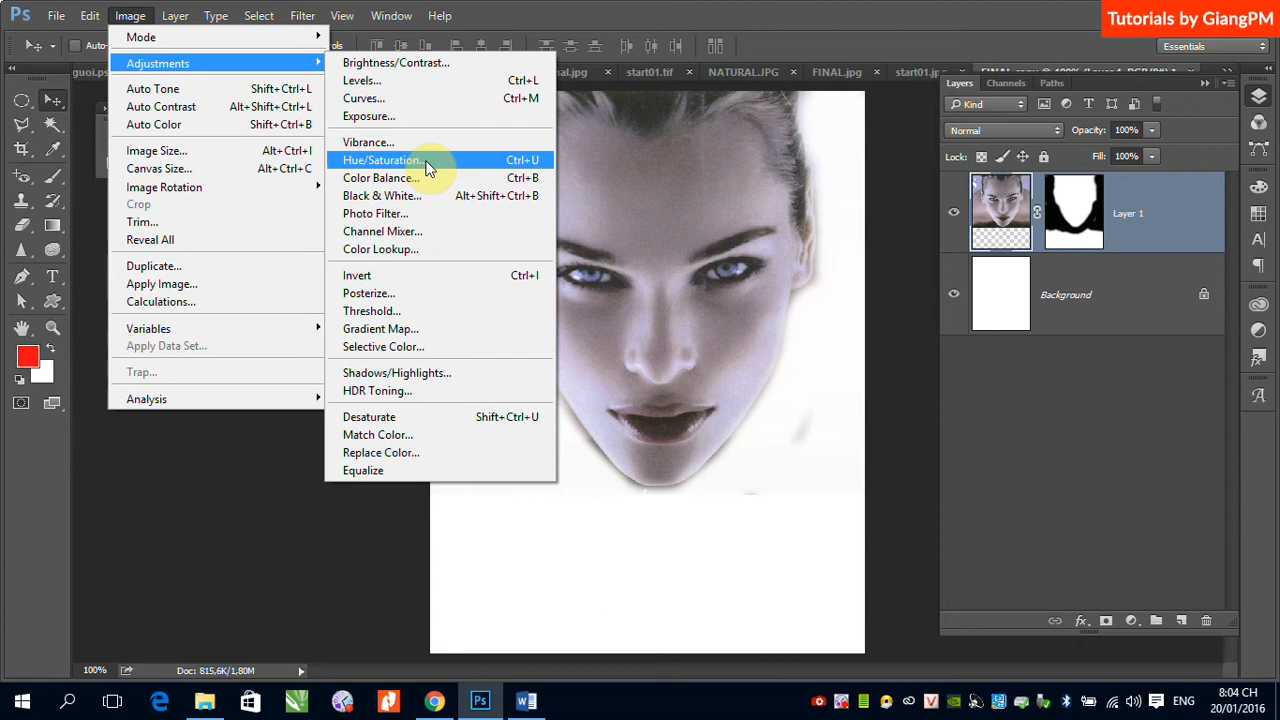 Ps File Edit Image Layer Type Select Filter View Window Help
Tutorials by GiangPM
Auto-
Essentials
guoi.ps
start01.tif × NATURAL.JPG × FINAL.jpg ×
Mode
Adjustments
Auto Tone Shift+Ctrl+L
Auto Contrast Alt+Shift+Ctrl+L
Auto Color Shift+Ctrl+B
Image Size... Alt+Ctrl+I
Canvas Size... Alt+Ctrl+C
Image Rotation
Crop
Trim...
Reveal All
Duplicate...
Apply Image...
Calculations...
Variables
Apply Data Set...
Trap...
Analysis
Brightness/Contrast...
Levels... Ctrl+L
Curves... Ctrl+M
Exposure...
Vibrance...
Hue/Saturation... Ctrl+U
Color Balance... Ctrl+B
Black & White... Alt+Shift+Ctrl+B
Photo Filter...
Channel Mixer...
Color Lookup...
Invert Ctrl+I
Posterize...
Threshold...
Gradient Map...
Selective Color...
Shadows/Highlights...
HDR Toning...
Desaturate Shift+Ctrl+U
Match Color...
Replace Color...
Equalize
Layers Channels Paths
Kind
Normal Opacity: 100%
Lock: Fill: 100%
Layer 1
Background
100% Doc: 815,6K/1,80M
ENG 8:04 CH
20/01/2016